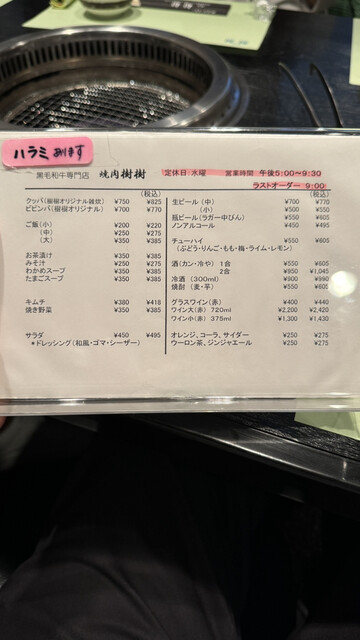 ハラミ あります
黒毛和牛専門店 焼肉樹樹
定休日:水曜 営業時間 午後5:00〜9:30
ラストオーダー 9:00
(税込)
クッパ(樹樹オリジナル雑炊) ¥750 ¥825
ビビンバ(樹樹オリジナル) ¥700 ¥770
ご飯(小) ¥200 ¥220
(中) ¥250 ¥275
(大) ¥350 ¥385
お茶漬け ¥350 ¥385
みそ汁 ¥250 ¥275
わかめスープ ¥350 ¥385
たまごスープ ¥350 ¥385
キムチ ¥380 ¥418
焼き野菜 ¥350 ¥385
サラダ ¥450 ¥495
*ドレッシング(和風・ゴマ・シーザー)
(税込)
生ビール(中) ¥700 ¥770
(小) ¥500 ¥550
瓶ビール(ラガー中びん) ¥550 ¥605
ノンアルコール ¥450 ¥495
チューハイ ¥550 ¥605
(ぶどう・りんご・もも・梅・ライム・レモン)
酒(カン・冷や) 1合 ¥550 ¥605
2合 ¥950 ¥1,045
冷酒 (300ml) ¥900 ¥990
焼酎 (麦・芋) ¥550 ¥605
グラスワイン(赤) ¥400 ¥440
ワイン大(赤) 720ml ¥2,200 ¥2,420
ワイン小(赤) 375ml ¥1,300 ¥1,430
オレンジ、コーラ、サイダー ¥250 ¥275
ウーロン茶、ジンジャエール ¥250 ¥275